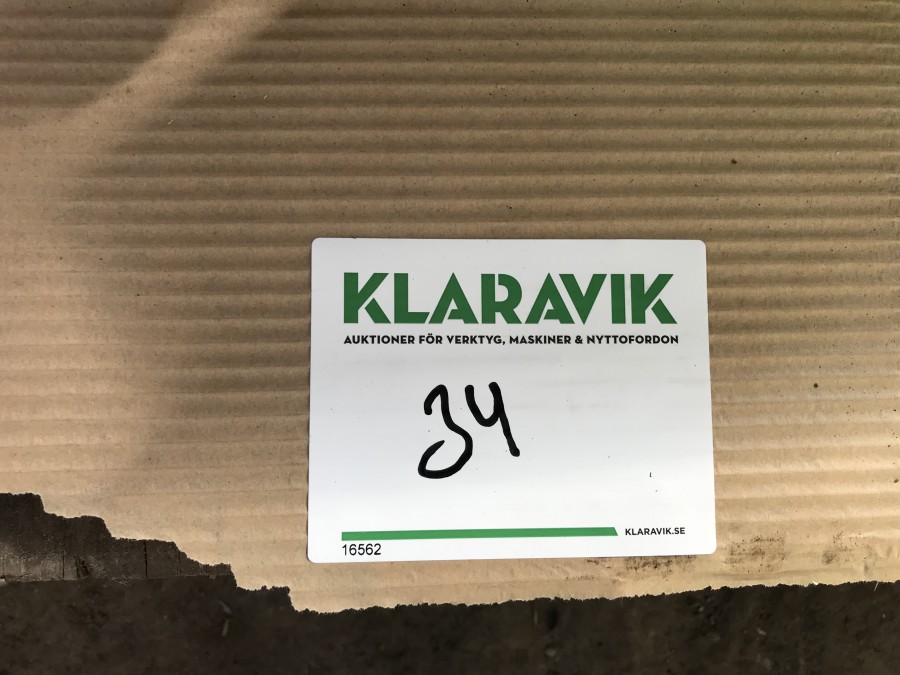 KLARAVIK
AUKTIONER FÖR VERKTYG, MASKINER & NYTTOFORDON
34
KLARAVIK.SE
16562